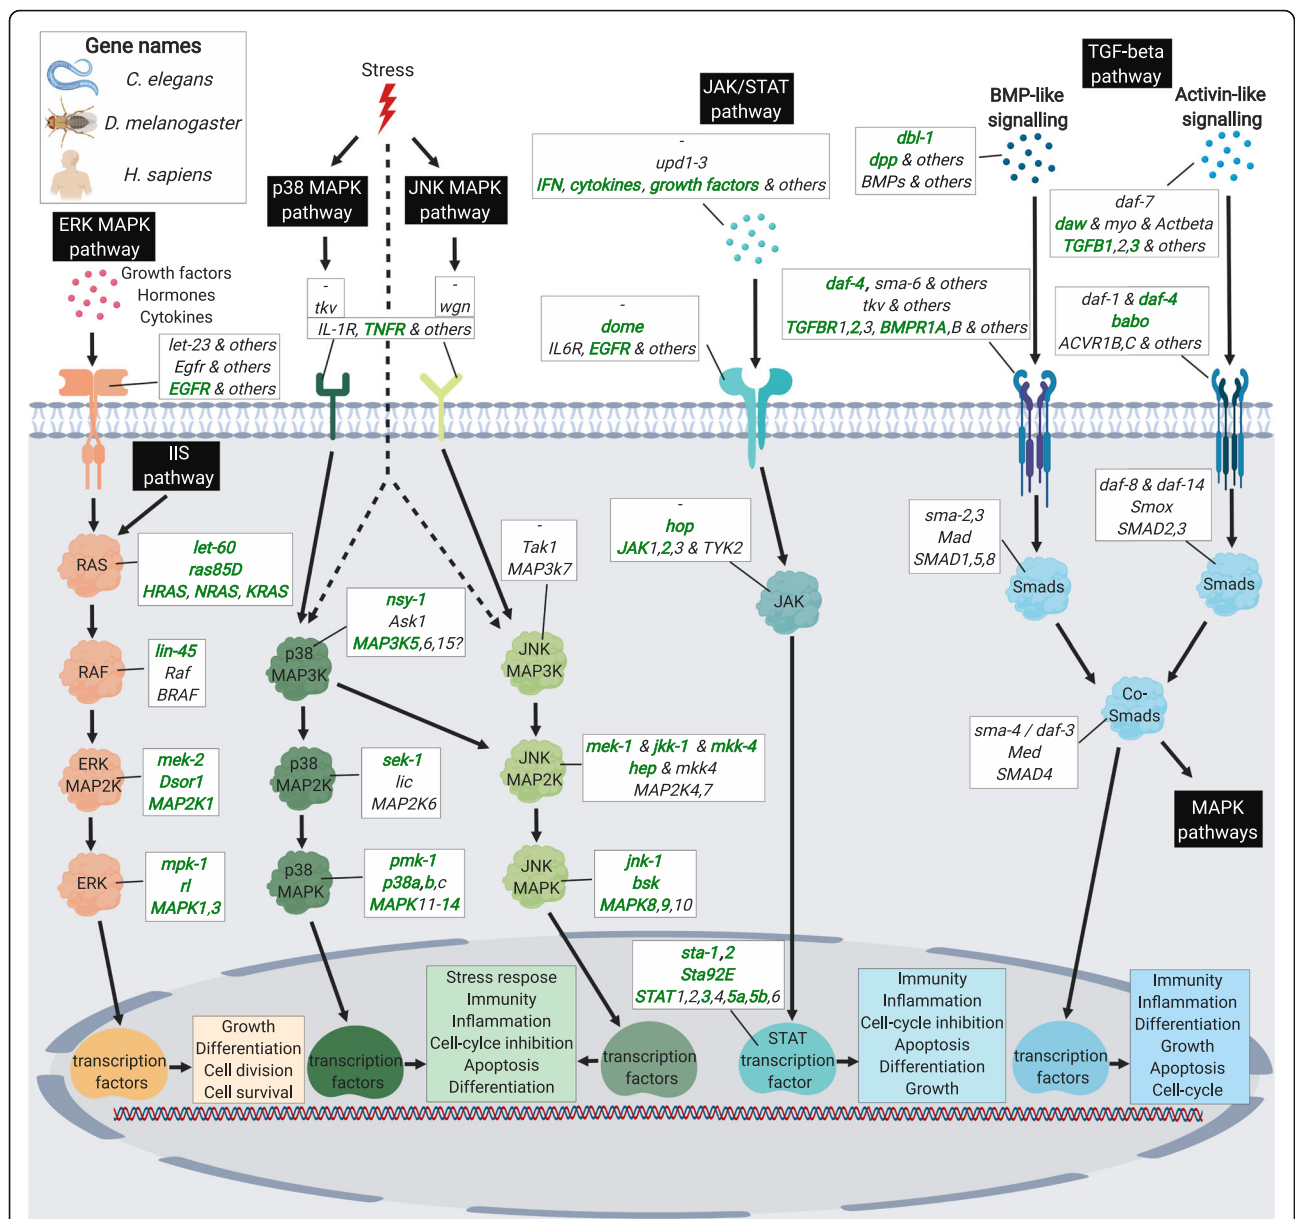 Gene names
C. elegans
D. melanogaster
H. sapiens
ERK MAPK
pathway
Growth factors
Hormones
Cytokines
let-23 & others
Egfr & others
EGFR & others
IIS
pathway
RAS
let-60
ras85D
HRAS, NRAS, KRAS
RAF
lin-45
Raf
BRAF
ERK
MAP2K
mek-2
Dsor1
MAP2K1
ERK
mpk-1
rl
MAPK1,3
transcription
factors
Growth
Differentiation
Cell division
Cell survival
Stress
p38 MAPK
pathway
JNK MAPK
pathway
-
tkv
-
wgn
IL-1R, TNFR & others
nsy-1
Ask1
MAP3K5,6,15?
p38
MAP3K
-
Tak1
MAP3k7
JNK
MAP3K
p38
MAP2K
sek-1
lic
MAP2K6
JNK
MAP2K
mek-1 & jkk-1 & mkk-4
hep & mkk4
MAP2K4,7
p38
MAPK
pmk-1
p38a,b,c
MAPK11-14
JNK
MAPK
jnk-1
bsk
MAPK8,9,10
transcription
factors
Stress respose
Immunity
Inflammation
Cell-cylce inhibition
Apoptosis
Differentiation
transcription
factors
JAK/STAT
pathway
-
upd1-3
IFN, cytokines, growth factors & others
-
dome
IL6R, EGFR & others
-
hop
JAK1,2,3 & TYK2
JAK
sta-1,2
Sta92E
STAT1,2,3,4,5a,5b,6
STAT
transcription
factor
Immunity
Inflammation
Cell-cycle inhibition
Apoptosis
Differentiation
Growth
TGF-beta
pathway
BMP-like
signalling
Activin-like
signalling
dbl-1
dpp & others
BMPs & others
daf-7
daw & myo & Actbeta
TGFB1,2,3 & others
daf-4, sma-6 & others
tkv & others
TGFBR1,2,3, BMPR1A,B & others
daf-1 & daf-4
babo
ACVR1B,C & others
sma-2,3
Mad
SMAD1,5,8
Smads
daf-8 & daf-14
Smox
SMAD2,3
Smads
Co-
Smads
sma-4 / daf-3
Med
SMAD4
MAPK
pathways
transcription
factors
Immunity
Inflammation
Differentiation
Growth
Apoptosis
Cell-cycle